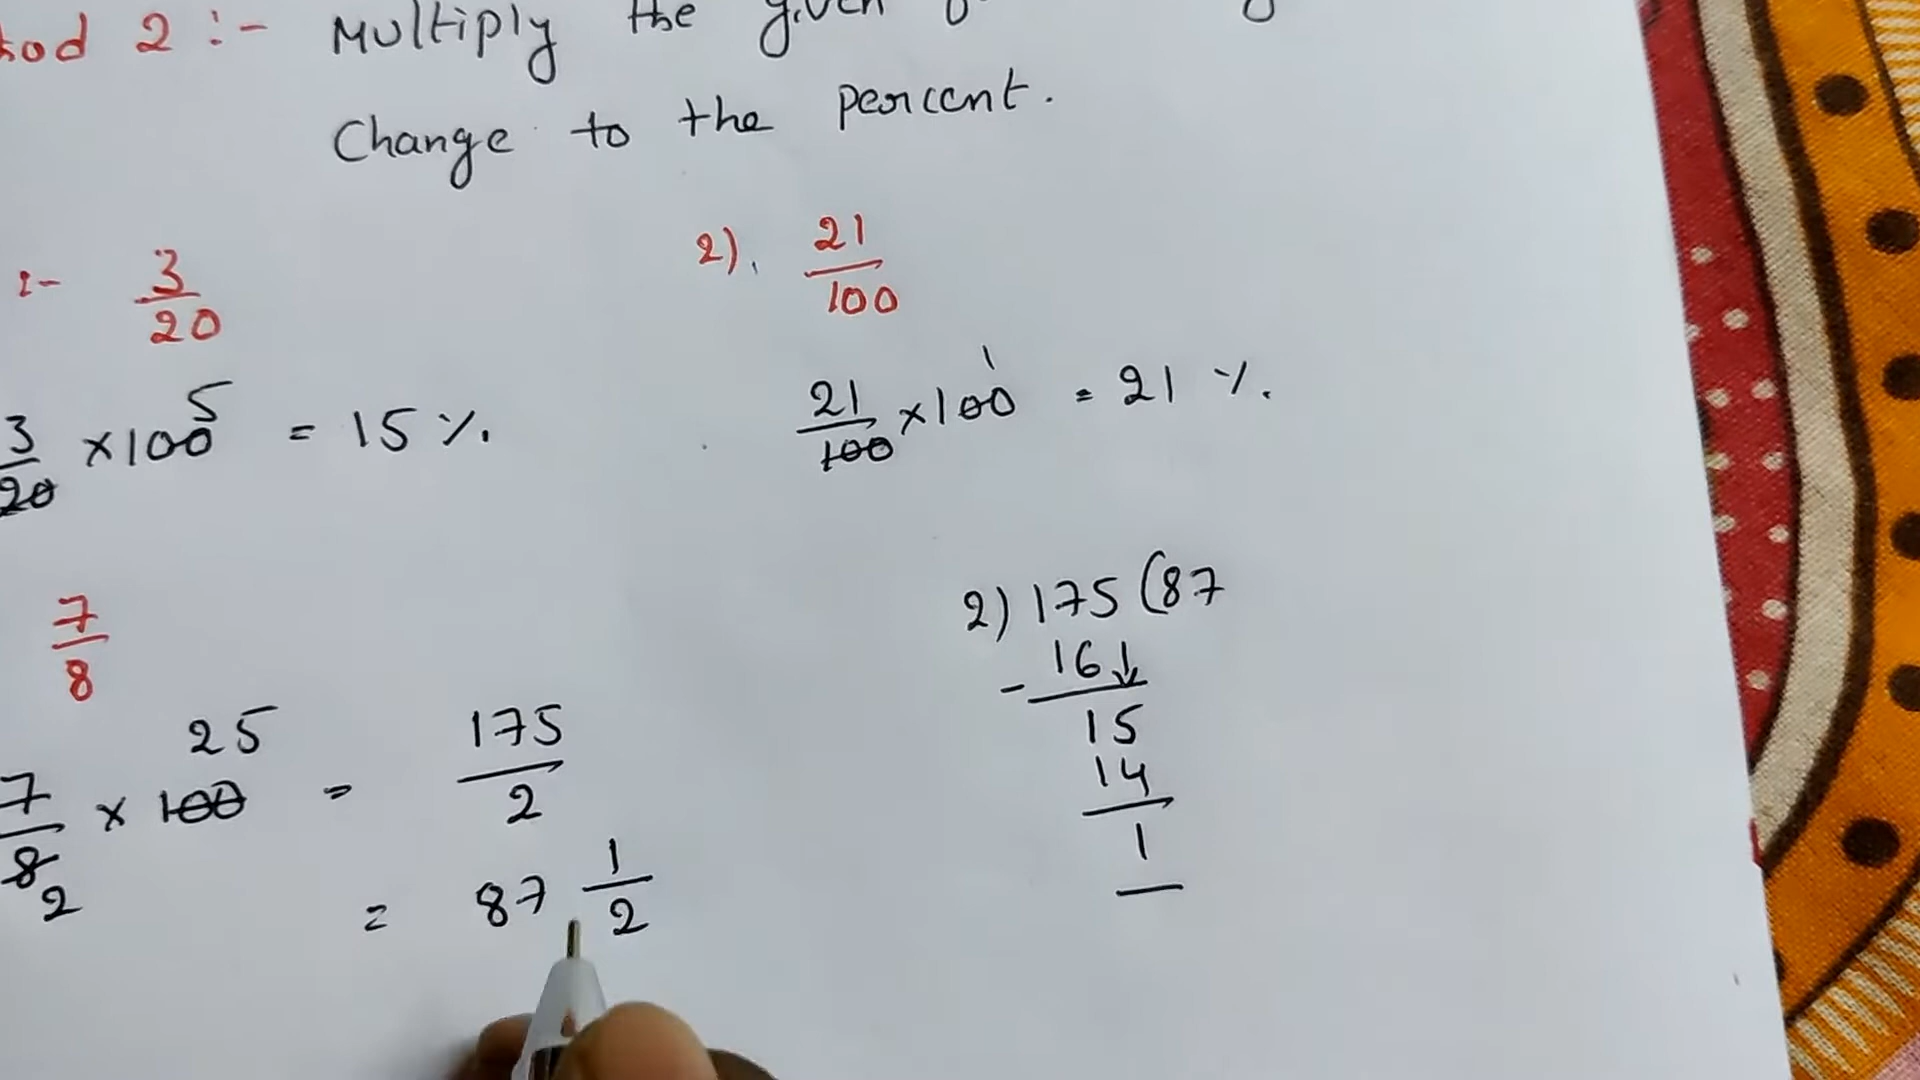 2 :- Multiply the given
Change to the percent.
:- 3/20
2). 21/100
3/20 ×100 5 = 15 %.
21/100 ×100 1 = 21 %.
7/8
7/8 2 × 100 25 = 175/2
= 87 1/2
2) 175 (87
- 16↓
15
14
1